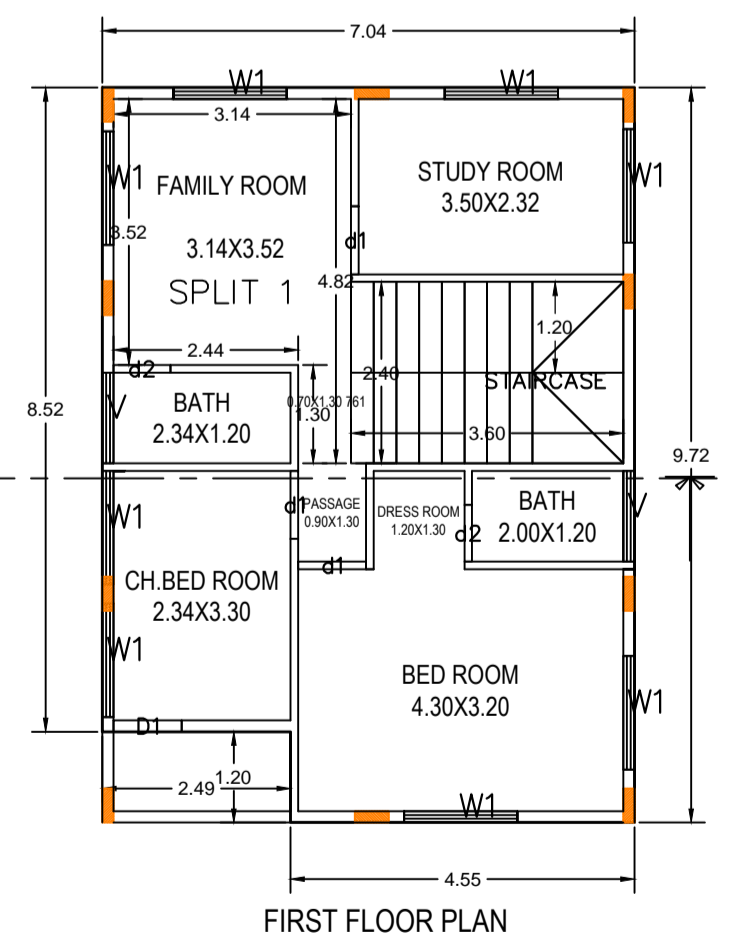 7.04
W1
W1
3.14
W1
FAMILY ROOM
STUDY ROOM
3.50X2.32
W1
3.52
d1
3.14X3.52
4.82
SPLIT 1
1.20
2.44
d2
2.40
STAIRCASE
BATH
2.34X1.20
V
0.70X1.30 761
1.30
8.52
3.60
9.72
W1
d1
PASSAGE
0.90X1.30
DRESS ROOM
1.20X1.30
d2
BATH
2.00X1.20
V
d1
CH.BED ROOM
2.34X3.30
W1
BED ROOM
4.30X3.20
W1
D1
1.20
2.49
W1
4.55
FIRST FLOOR PLAN